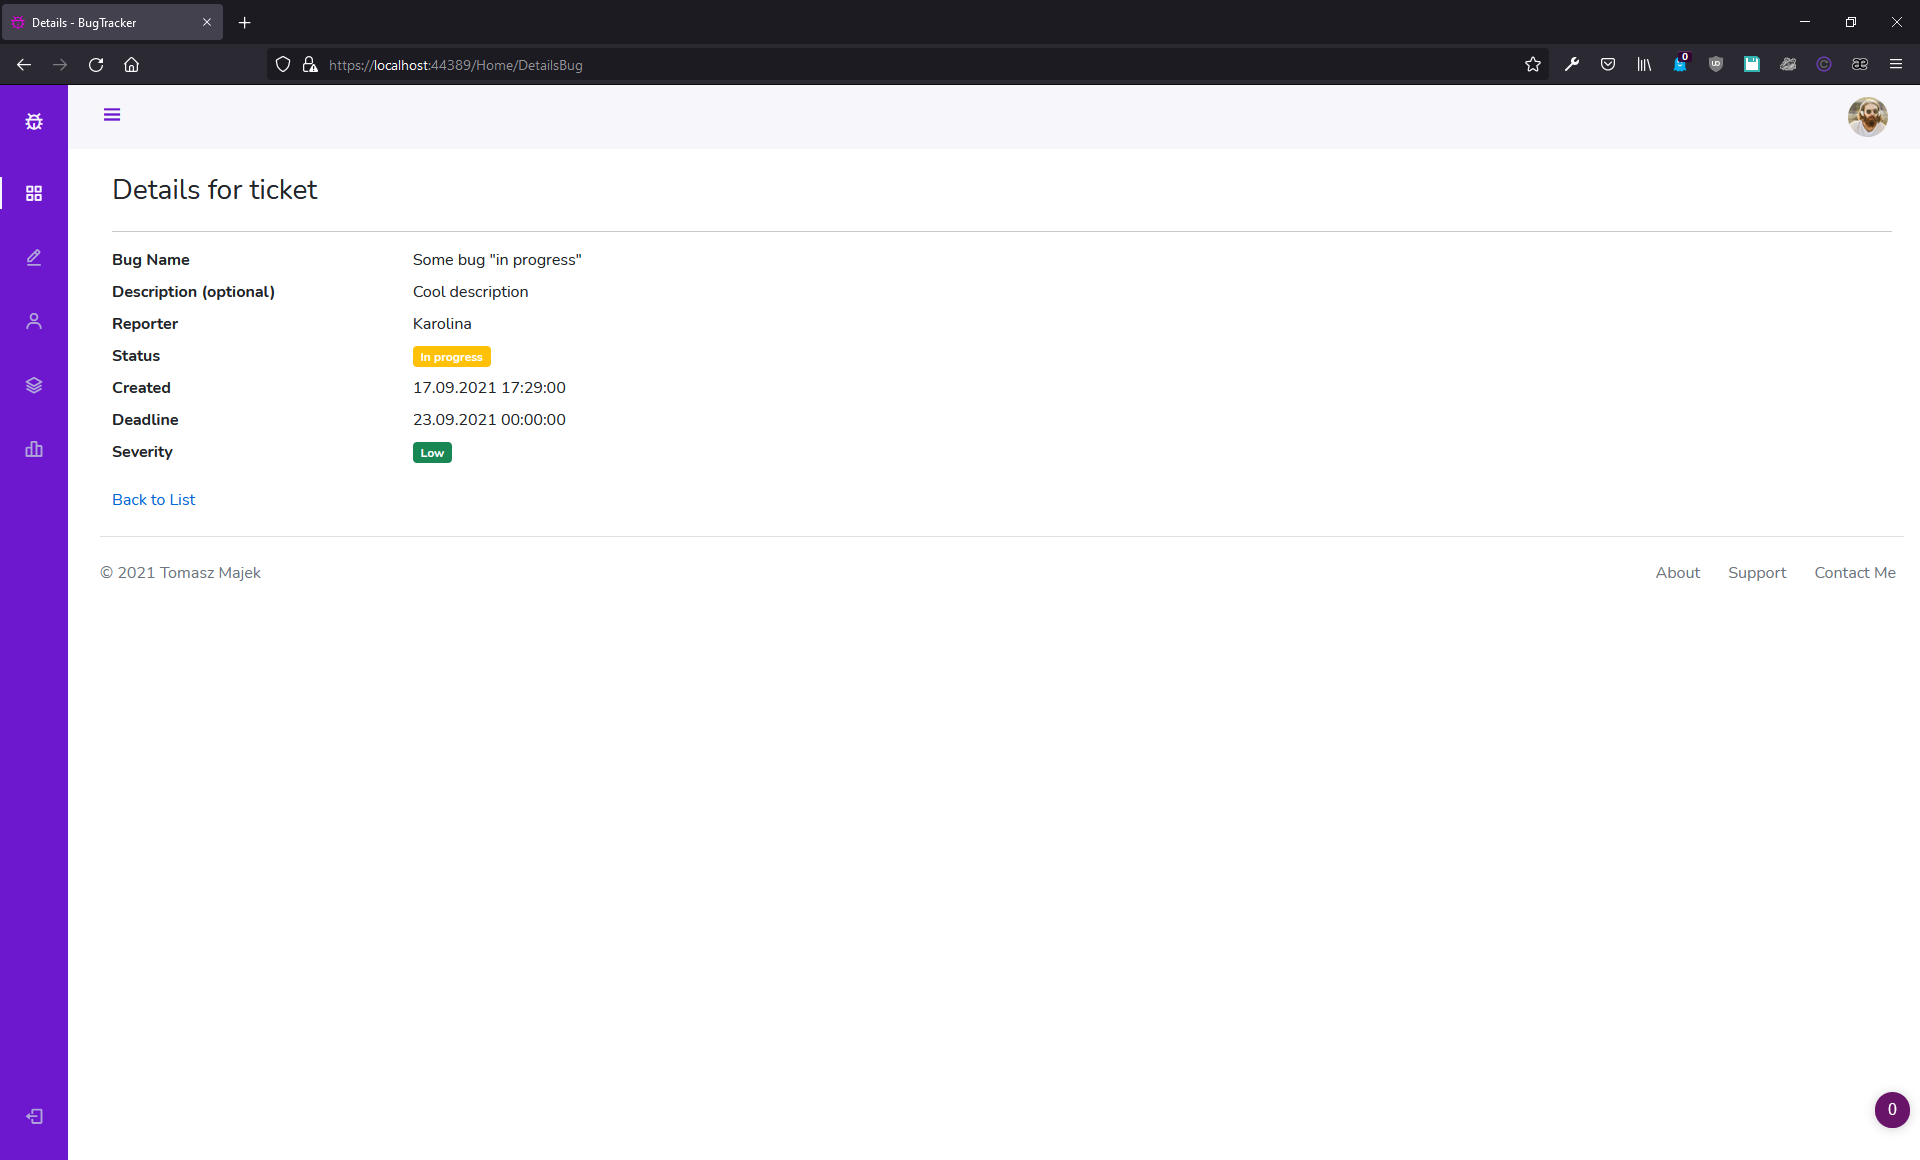 Details - BugTracker
https://localhost:44389/Home/DetailsBug
0
Details for ticket
Bug Name Some bug "in progress"
Description (optional) Cool description
Reporter Karolina
Status In progress
Created 17.09.2021 17:29:00
Deadline 23.09.2021 00:00:00
Severity Low
Back to List
© 2021 Tomasz Majek About Support Contact Me
0